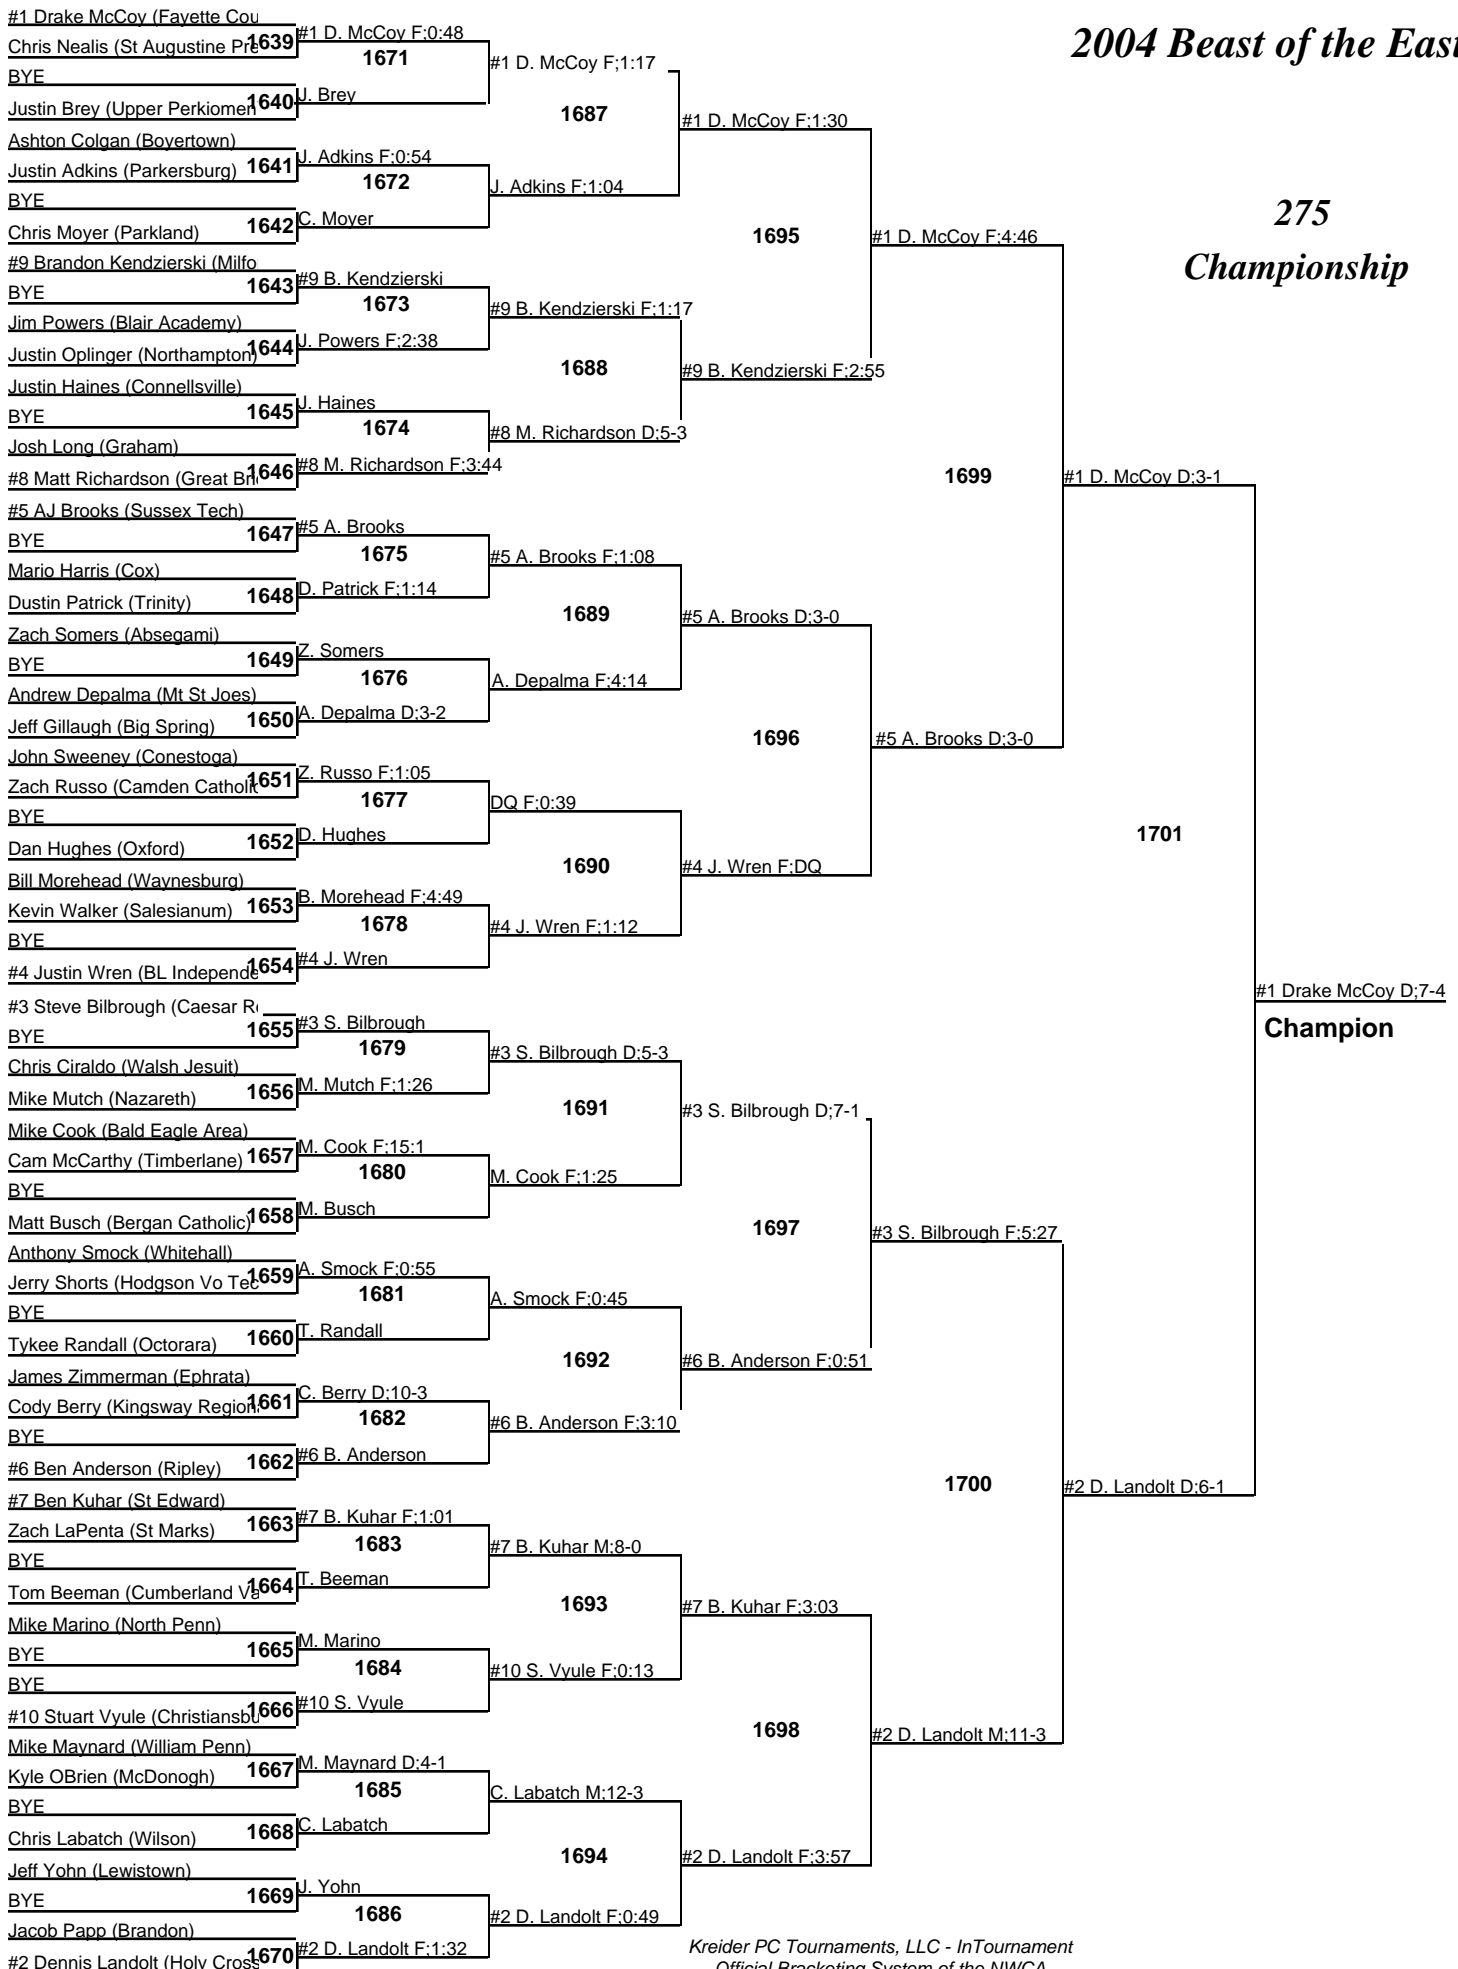 2004 Beast of the East
275
Championship
#1 Drake McCoy (Fayette Cou
Chris Nealis (St Augustine Pre
1639
BYE
Justin Brey (Upper Perkiomen
1640
Ashton Colgan (Boyertown)
Justin Adkins (Parkersburg)
1641
BYE
Chris Moyer (Parkland)
1642
#9 Brandon Kendzierski (Milfo
BYE
1643
Jim Powers (Blair Academy)
Justin Oplinger (Northampton)
1644
Justin Haines (Connellsville)
BYE
1645
Josh Long (Graham)
#8 Matt Richardson (Great Bri
1646
#5 AJ Brooks (Sussex Tech)
BYE
1647
Mario Harris (Cox)
Dustin Patrick (Trinity)
1648
Zach Somers (Absegami)
BYE
1649
Andrew Depalma (Mt St Joes)
Jeff Gillaugh (Big Spring)
1650
John Sweeney (Conestoga)
Zach Russo (Camden Catholic
1651
BYE
Dan Hughes (Oxford)
1652
Bill Morehead (Waynesburg)
Kevin Walker (Salesianum)
1653
BYE
#4 Justin Wren (BL Independe
1654
#3 Steve Bilbrough (Caesar Ro
BYE
1655
Chris Ciraldo (Walsh Jesuit)
Mike Mutch (Nazareth)
1656
Mike Cook (Bald Eagle Area)
Cam McCarthy (Timberlane)
1657
BYE
Matt Busch (Bergan Catholic)
1658
Anthony Smock (Whitehall)
Jerry Shorts (Hodgson Vo Tec
1659
BYE
Tykee Randall (Octorara)
1660
James Zimmerman (Ephrata)
Cody Berry (Kingsway Regiona
1661
BYE
#6 Ben Anderson (Ripley)
1662
#7 Ben Kuhar (St Edward)
Zach LaPenta (St Marks)
1663
BYE
Tom Beeman (Cumberland Va
1664
Mike Marino (North Penn)
BYE
1665
BYE
#10 Stuart Vyule (Christiansbu
1666
Mike Maynard (William Penn)
Kyle OBrien (McDonogh)
1667
BYE
Chris Labatch (Wilson)
1668
Jeff Yohn (Lewistown)
BYE
1669
Jacob Papp (Brandon)
#2 Dennis Landolt (Holy Cross
1670
#1 D. McCoy F;0:48
1671
J. Brey
J. Adkins F;0:54
1672
C. Moyer
#9 B. Kendzierski
1673
J. Powers F;2:38
J. Haines
1674
#8 M. Richardson F;3:44
#5 A. Brooks
1675
D. Patrick F;1:14
Z. Somers
1676
A. Depalma D;3-2
Z. Russo F;1:05
1677
D. Hughes
B. Morehead F;4:49
1678
#4 J. Wren
#3 S. Bilbrough
1679
M. Mutch F;1:26
M. Cook F;15:1
1680
M. Busch
A. Smock F;0:55
1681
T. Randall
C. Berry D;10-3
1682
#6 B. Anderson
#7 B. Kuhar F;1:01
1683
T. Beeman
M. Marino
1684
#10 S. Vyule
M. Maynard D;4-1
1685
C. Labatch
J. Yohn
1686
#2 D. Landolt F;1:32
#1 D. McCoy F;1:17
1687
J. Adkins F;1:04
#9 B. Kendzierski F;1:17
1688
#8 M. Richardson D;5-3
#5 A. Brooks F;1:08
1689
A. Depalma F;4:14
DQ F;0:39
1690
#4 J. Wren F;1:12
#3 S. Bilbrough D;5-3
1691
M. Cook F;1:25
A. Smock F;0:45
1692
#6 B. Anderson F;3:10
#7 B. Kuhar M;8-0
1693
#10 S. Vyule F;0:13
C. Labatch M;12-3
1694
#2 D. Landolt F;0:49
#1 D. McCoy F;1:30
1695
#9 B. Kendzierski F;2:55
#5 A. Brooks D;3-0
1696
#4 J. Wren F;DQ
#3 S. Bilbrough D;7-1
1697
#6 B. Anderson F;0:51
#7 B. Kuhar F;3:03
1698
#2 D. Landolt F;3:57
#1 D. McCoy F;4:46
1699
#5 A. Brooks D;3-0
#3 S. Bilbrough F;5:27
1700
#2 D. Landolt M;11-3
#1 D. McCoy D;3-1
1701
#2 D. Landolt D;6-1
#1 Drake McCoy D;7-4
Champion
Kreider PC Tournaments, LLC - InTournament
Official Bracketing System of the NWCA